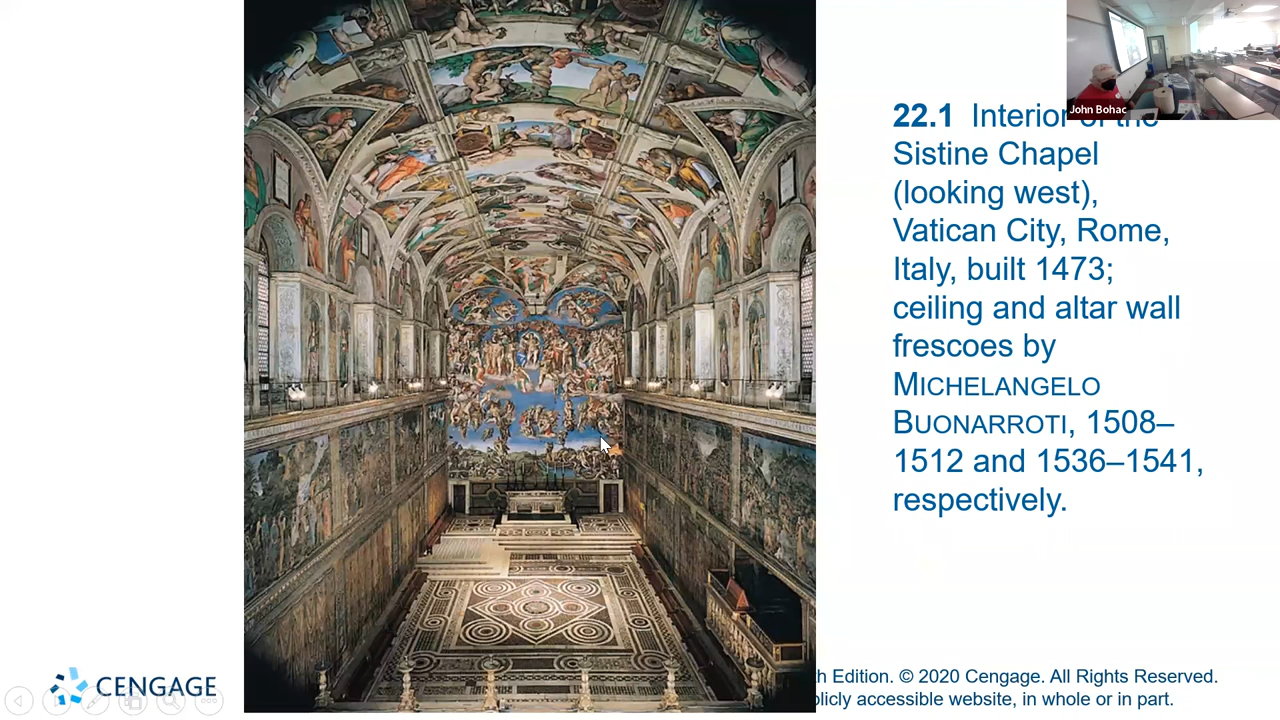 John Bohac
22.1 Interior of the
Sistine Chapel
(looking west),
Vatican City, Rome,
Italy, built 1473;
ceiling and altar wall
frescoes by
MICHELANGELO
BUONARROTI, 1508–
1512 and 1536–1541,
respectively.
CENGAGE
h Edition. © 2020 Cengage. All Rights Reserved.
licly accessible website, in whole or in part.